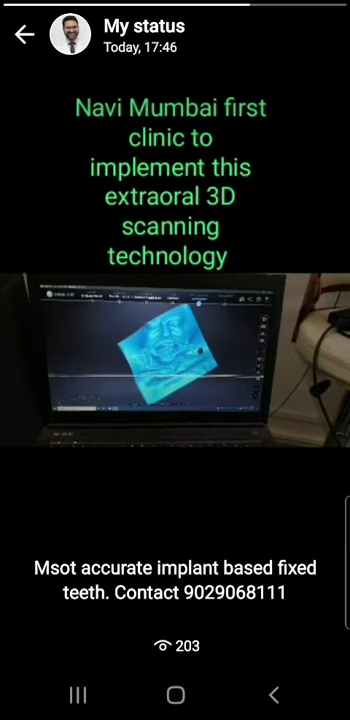 My status
Today, 17:46
Navi Mumbai first
clinic to
implement this
extraoral 3D
scanning
technology
Msot accurate implant based fixed
teeth. Contact 9029068111
203